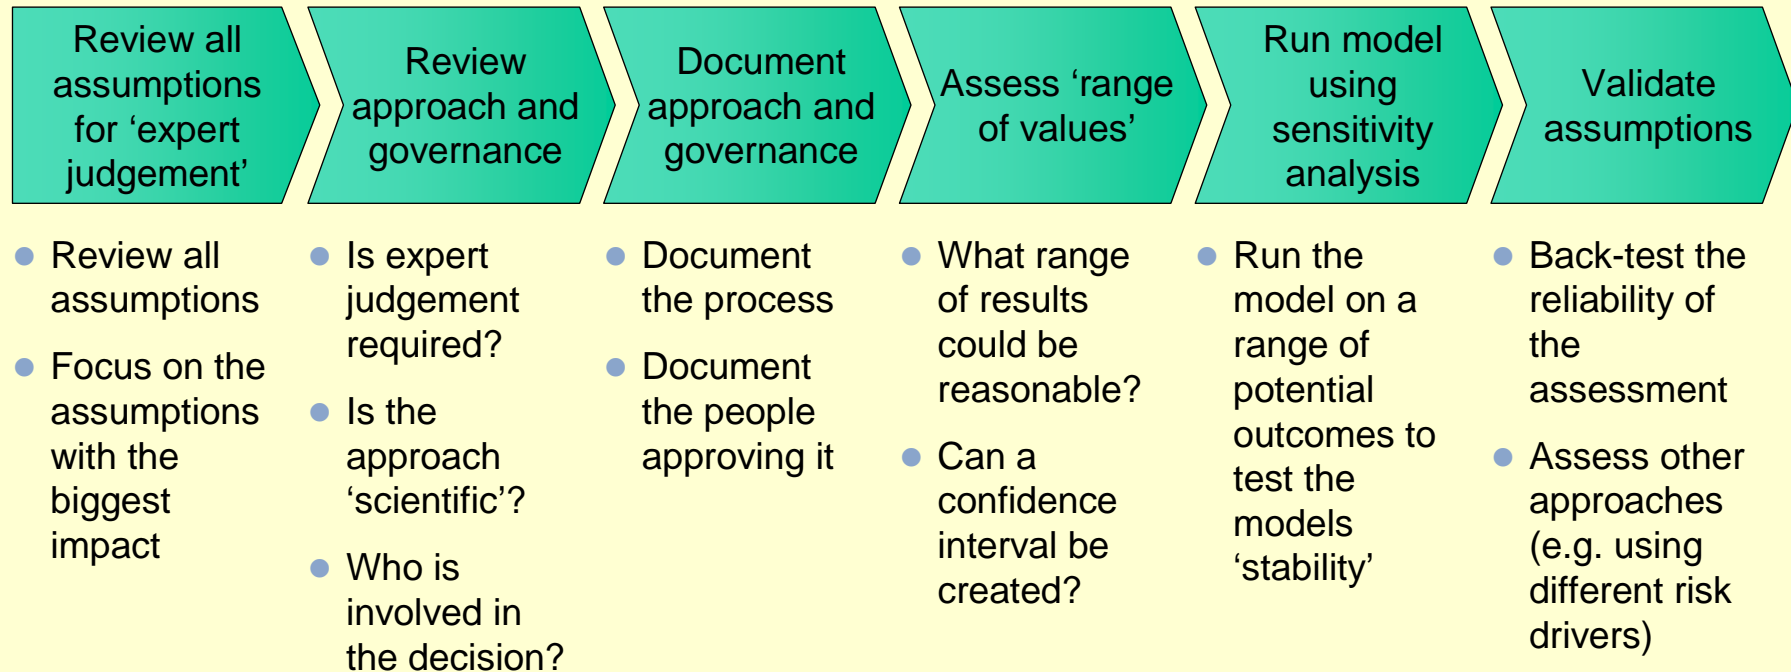 Review all
assumptions
for ‘expert
judgement’
Review
approach and
governance
Document
approach and
governance
Assess ‘range
of values’
Run model
using
sensitivity
analysis
Validate
assumptions
Review all
assumptions
Focus on the
assumptions
with the
biggest
impact
Is expert
judgement
required?
Is the
approach
‘scientific’?
Who is
involved in
the decision?
Document
the process
Document
the people
approving it
What range
of results
could be
reasonable?
Can a
confidence
interval be
created?
Run the
model on a
range of
potential
outcomes to
test the
models
‘stability’
Back-test the
reliability of
the
assessment
Assess other
approaches
(e.g. using
different risk
drivers)